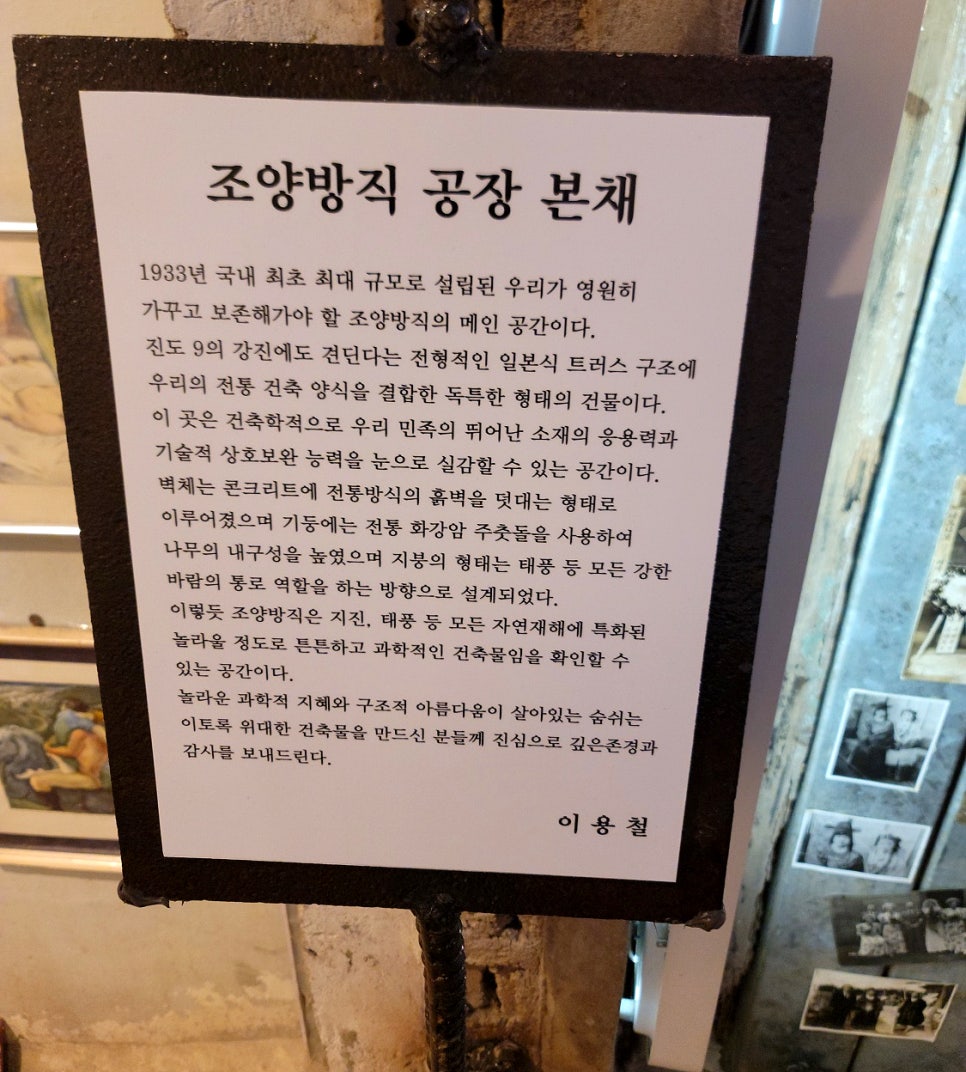 조양방직 공장 본채
1933년 국내 최초 최대 규모로 설립된 우리가 영원히
가꾸고 보존해가야 할 조양방직의 메인 공간이다.
진도 9의 강진에도 견딘다는 전형적인 일본식 트러스 구조에
우리의 전통 건축 양식을 결합한 독특한 형태의 건물이다.
이 곳은 건축학적으로 우리 민족의 뛰어난 소재의 응용력과
기술적 상호보완 능력을 눈으로 실감할 수 있는 공간이다.
벽체는 콘크리트에 전통방식의 흙벽을 덧대는 형태로
이루어졌으며 기둥에는 전통 화강암 주춧돌을 사용하여
나무의 내구성을 높였으며 지붕의 형태는 태풍 등 모든 강한
바람의 통로 역할을 하는 방향으로 설계되었다.
이렇듯 조양방직은 지진, 태풍 등 모든 자연재해에 특화된
놀라울 정도로 튼튼하고 과학적인 건축물임을 확인할 수
있는 공간이다.
놀라운 과학적 지혜와 구조적 아름다움이 살아있는 숨쉬는
이토록 위대한 건축물을 만드신 분들께 진심으로 깊은존경과
감사를 보내드린다.
이 용 철